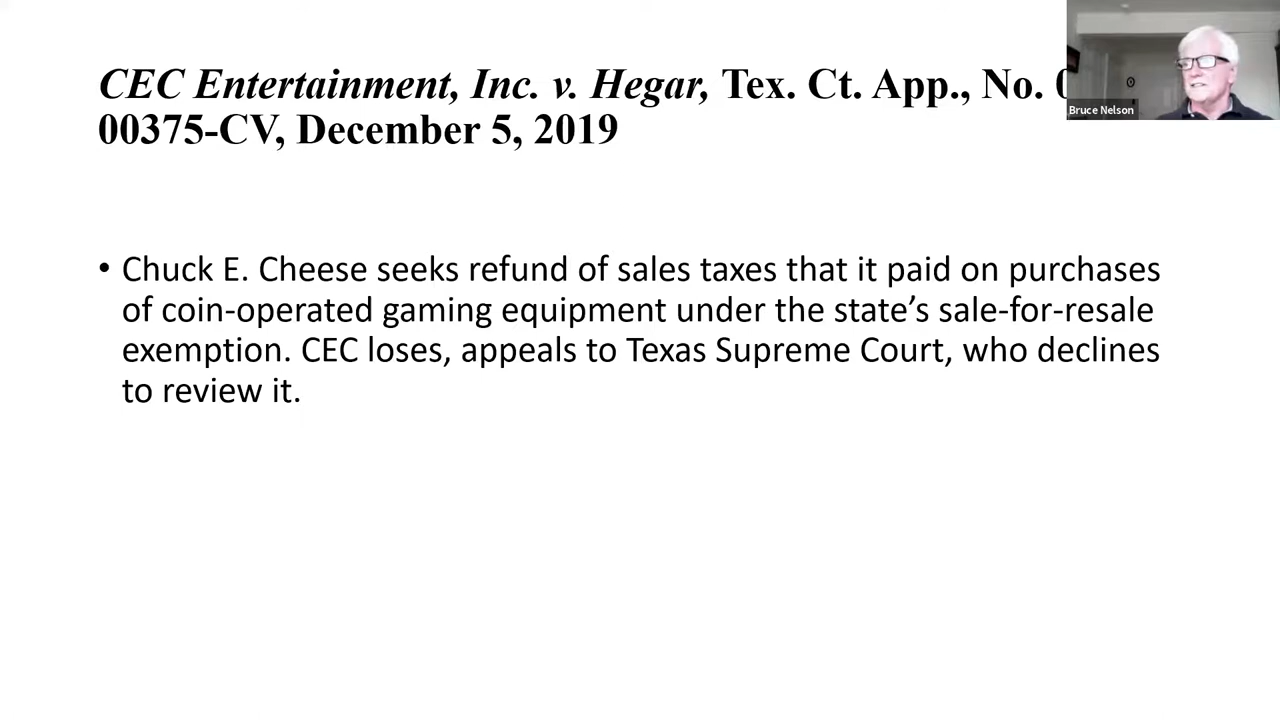 CEC Entertainment, Inc. v. Hegar, Tex. Ct. App., No. 0
00375-CV, December 5, 2019
Bruce Nelson
• Chuck E. Cheese seeks refund of sales taxes that it paid on purchases
of coin-operated gaming equipment under the state’s sale-for-resale
exemption. CEC loses, appeals to Texas Supreme Court, who declines
to review it.